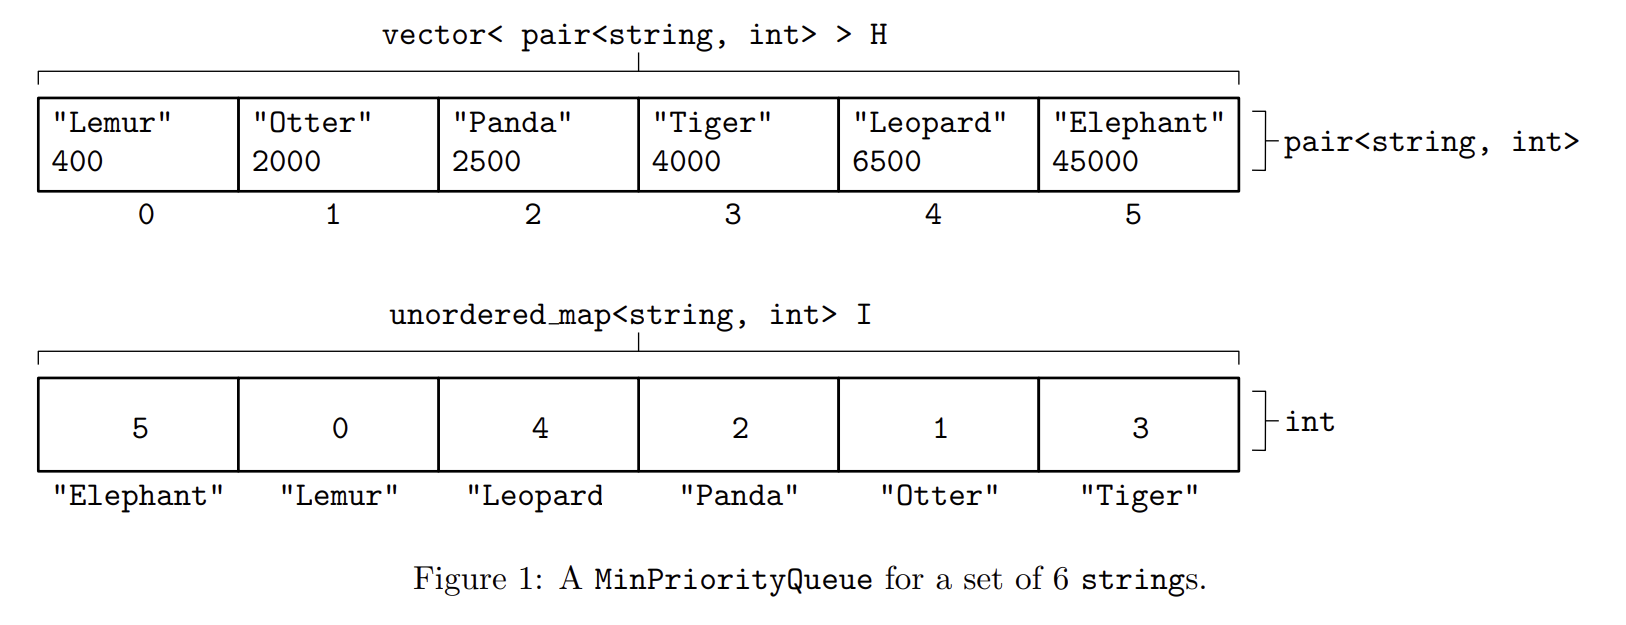 vector< pair<string, int> > H
"Lemur" "Otter" "Panda" "Tiger" "Leopard" "Elephant"
400 2000 2500 4000 6500 45000
pair<string, int>
0 1 2 3 4 5
unordered_map<string, int> I
5 0 4 2 1 3
int
"Elephant" "Lemur" "Leopard "Panda" "Otter" "Tiger"
Figure 1: A MinPriorityQueue for a set of 6 strings.